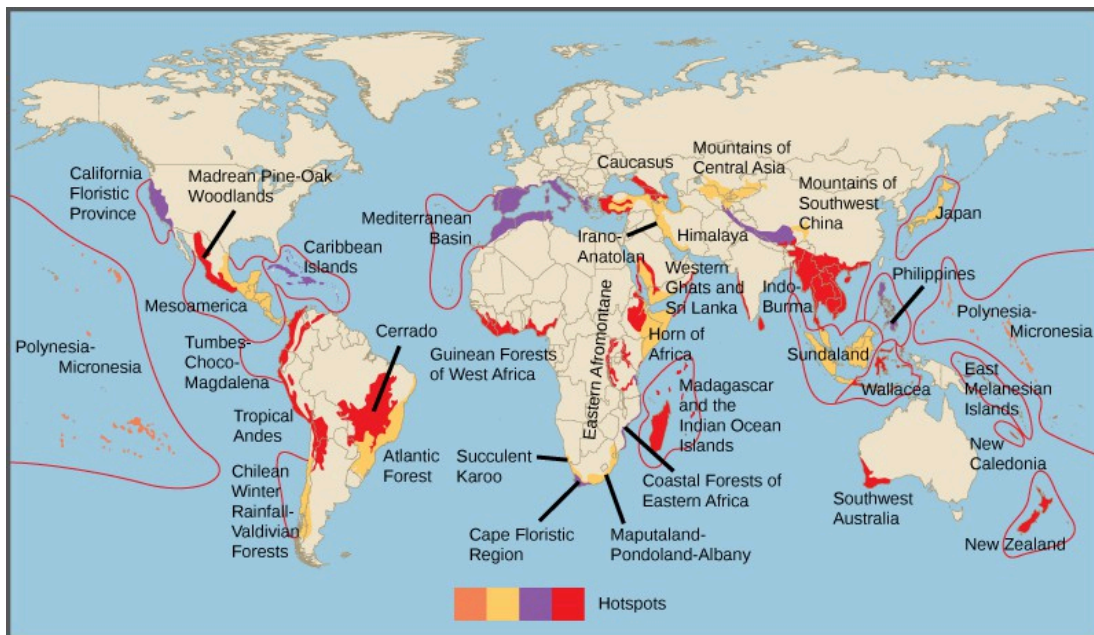 California
Floristic
Province
Madrean Pine-Oak
Woodlands
Caribbean
Islands
Mesoamerica
Polynesia-
Micronesia
Tumbes-
Choco-
Magdalena
Cerrado
Tropical
Andes
Atlantic
Forest
Chilean
Winter
Rainfall-
Valdivian
Forests
Mediterranean
Basin
Caucasus
Irano-
Anatolan
Mountains of
Central Asia
Mountains of
Southwest
China
Himalaya
Japan
Western
Ghats and
Sri Lanka
Indo-
Burma
Philippines
Polynesia-
Micronesia
Guinean Forests
of West Africa
Eastern Afromontane
Horn of
Africa
Sundaland
Wallacea
East
Melanesian
Islands
Madagascar
and the
Indian Ocean
Islands
New
Caledonia
Succulent
Karoo
Coastal Forests of
Eastern Africa
Southwest
Australia
Cape Floristic
Region
Maputaland-
Pondoland-Albany
New Zealand
Hotspots